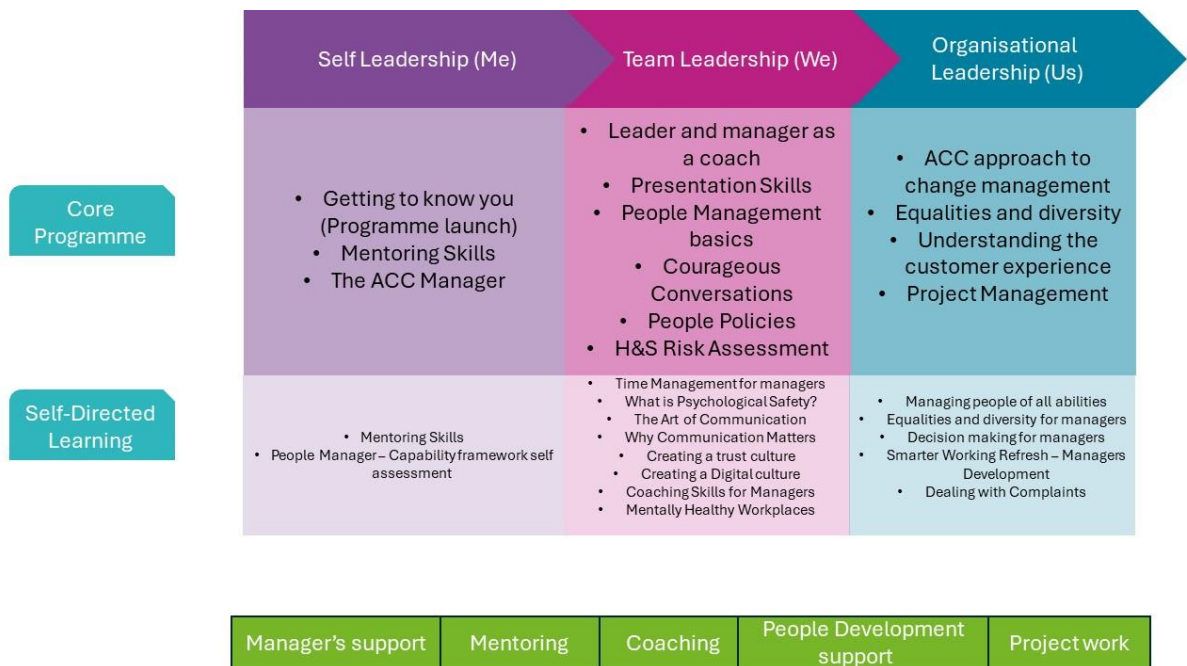 Self Leadership (Me)
Team Leadership (We)
Organisational
Leadership (Us)
Core
Programme
• Getting to know you
(Programme launch)
• Mentoring Skills
• The ACC Manager
• Leader and manager as
a coach
• Presentation Skills
• People Management
basics
• Courageous
Conversations
• People Policies
• H&S Risk Assessment
• ACC approach to
change management
• Equalities and diversity
• Understanding the
customer experience
• Project Management
Self-Directed
Learning
• Mentoring Skills
• People Manager – Capability framework self
assessment
• Time Management for managers
• What is Psychological Safety?
• The Art of Communication
• Why Communication Matters
• Creating a trust culture
• Creating a Digital culture
• Coaching Skills for Managers
• Mentally Healthy Workplaces
• Managing people of all abilities
• Equalities and diversity for managers
• Decision making for managers
• Smarter Working Refresh – Managers
Development
• Dealing with Complaints
Manager's support
Mentoring
Coaching
People Development
support
Project work